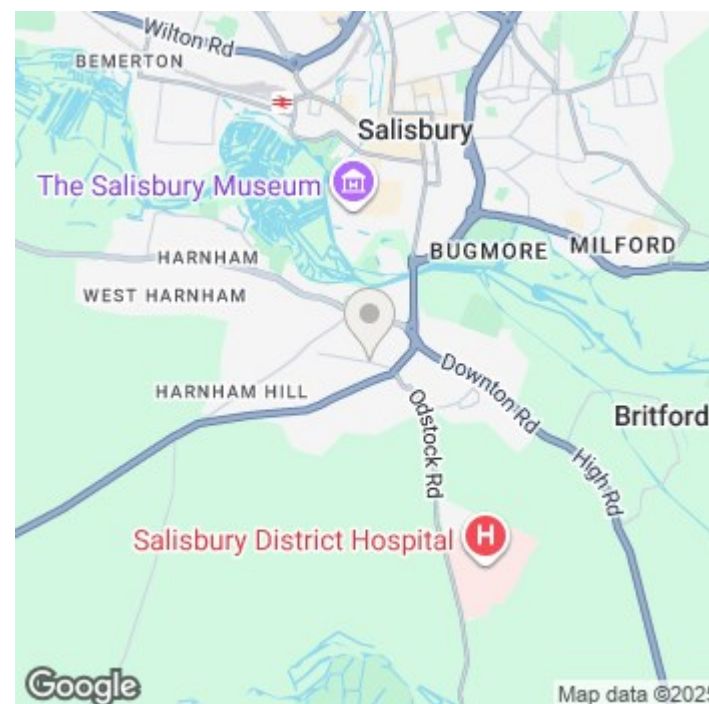 Wilton Rd
BEMERTON
Salisbury
The Salisbury Museum
HARNHAM
BUGMORE
MILFORD
WEST HARNHAM
HARNHAM HILL
Downton Rd
Odstock Rd
Britford
High Rd
Salisbury District Hospital
H
Google
Map data ©2025